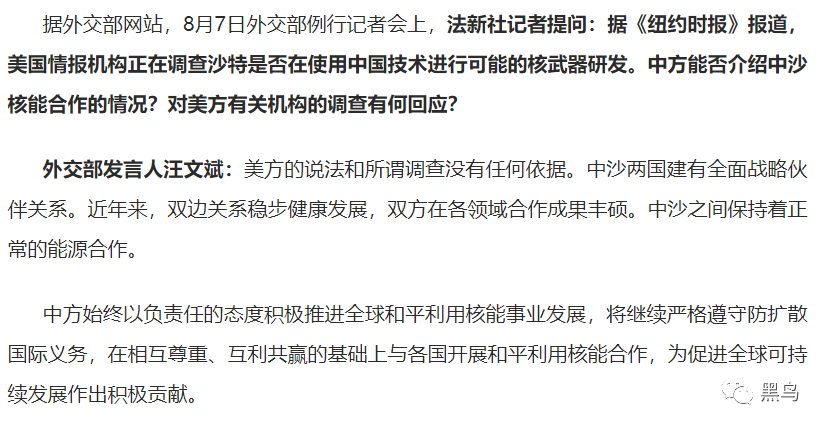 据外交部网站，8月7日外交部例行记者会上，法新社记者提问：据《纽约时报》报道，
美国情报机构正在调查沙特是否在使用中国技术进行可能的核武器研发。中方能否介绍中沙
核能合作的情况？对美方有关机构的调查有何回应？
外交部发言人汪文斌：美方的说法和所谓调查没有任何依据。中沙两国建有全面战略伙
伴关系。近年来，双边关系稳步健康发展，双方在各领域合作成果丰硕。中沙之间保持着正
常的能源合作。
中方始终以负责任的态度积极推进全球和平利用核能事业发展，将继续严格遵守防扩散
国际义务，在相互尊重、互利共赢的基础上与各国开展和平利用核能合作，为促进全球可持
续发展作出积极贡献。
黑鸟